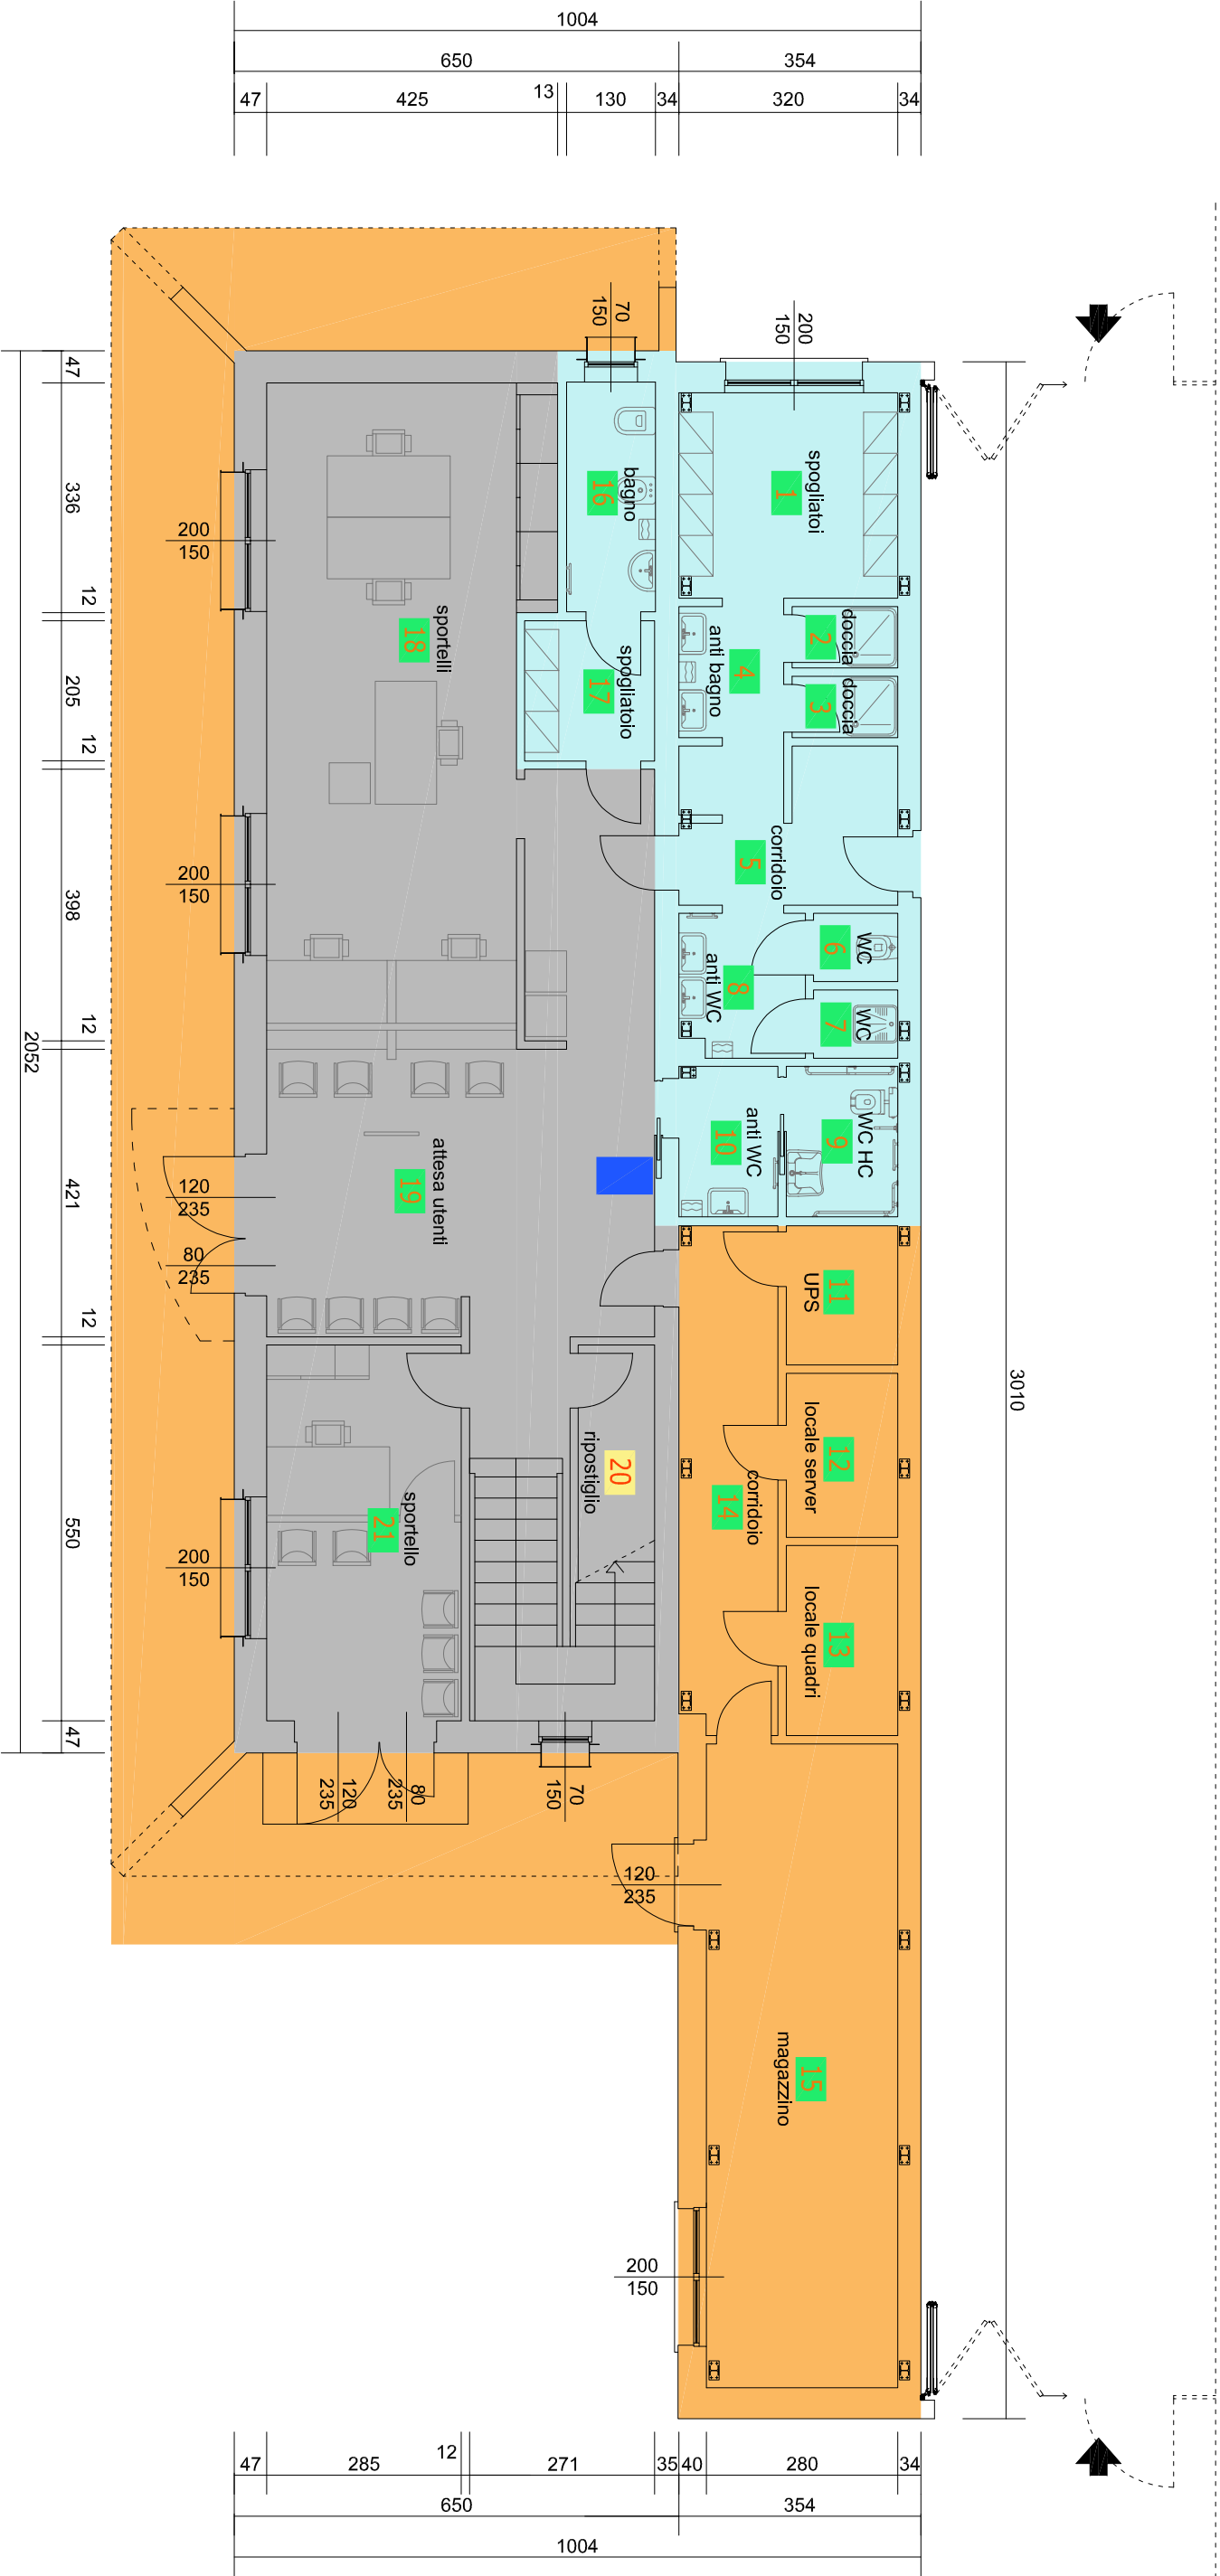 1004
650 354
47 425 13 130 34 320 34
70
150
200
150
47
336
12
205
12
398
12
2052
421
12
550
47
3010
spogliatoi
1
bagno
16
200
150
sportelli
18
doccia
2
doccia
3
anti bagno
4
spogliatoio
17
corridoio
5
200
150
WC
6
WC
7
anti WC
8
WC HC
9
anti WC
10
attesa utenti
19
120
235
80
235
11
UPS
12
locale server
corridoio
14
20
ripostiglio
sportello
21
200
150
13
locale quadri
120
235
80
235
70
150
120
235
15
magazzino
200
150
47 285 12 271 35 40 280 34
650 354
1004